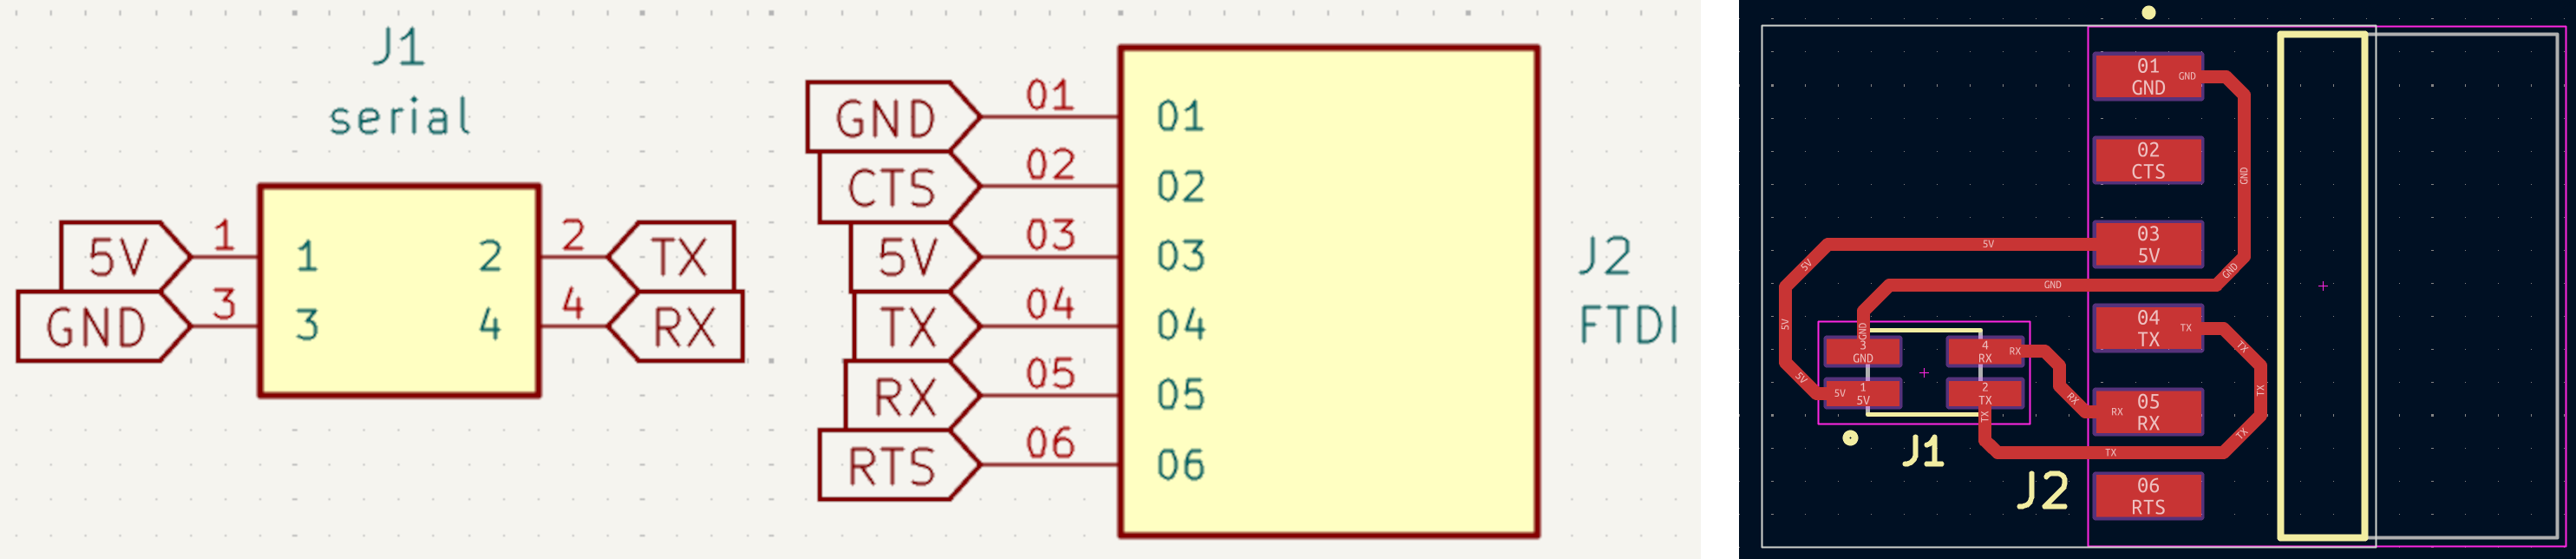 J1
serial
5V 1 1 2 2 TX
GND 3 3 4 4 RX
GND 01 01
CTS 02 02
5V 03 03
TX 04 04
RX 05 05
RTS 06 06
J2
FTDI
01
GND GND
GND
02
CTS
03
5V
5V
5V
5V
5V
GND
GND
GND
04
TX TX
TX
TX
TX
TX
TX
3
GND
4
RX RX
RX
1
5V 5V
2
TX
05
RX RX
06
RTS
J1
J2